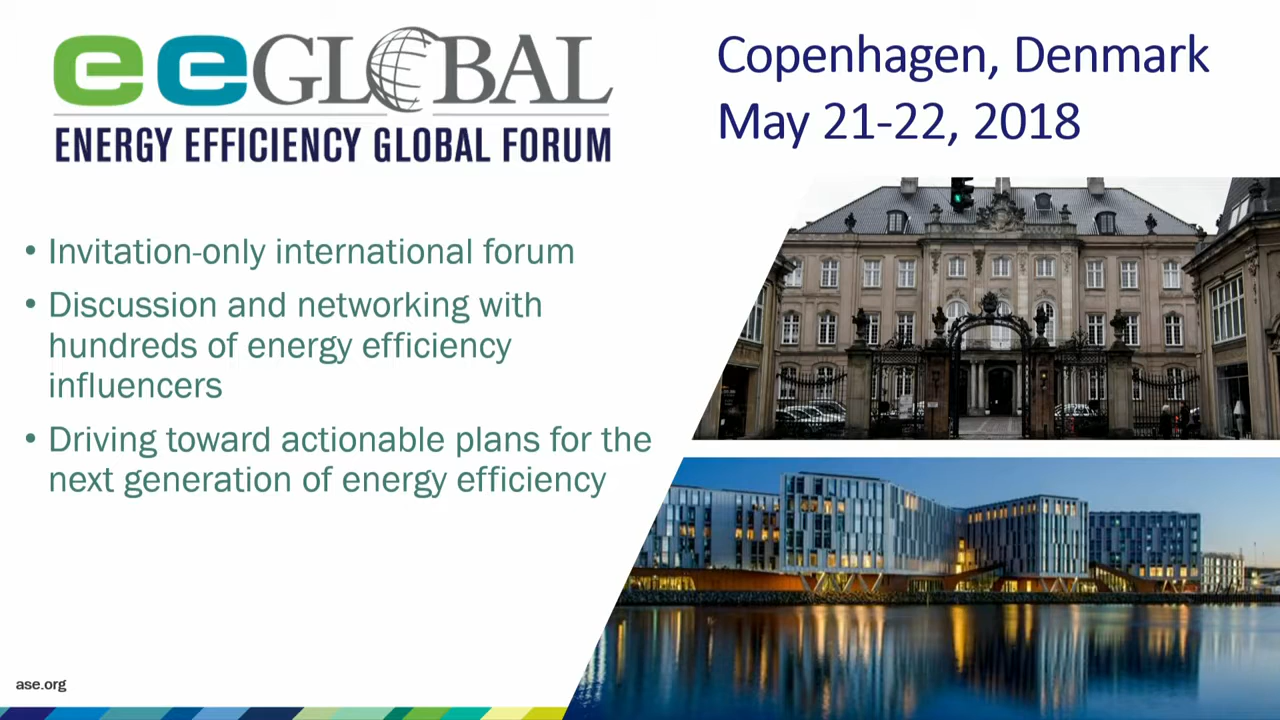 eeGLOBAL
ENERGY EFFICIENCY GLOBAL FORUM
Copenhagen, Denmark
May 21-22, 2018
• Invitation-only international forum
• Discussion and networking with
hundreds of energy efficiency
influencers
• Driving toward actionable plans for the
next generation of energy efficiency
ase.org